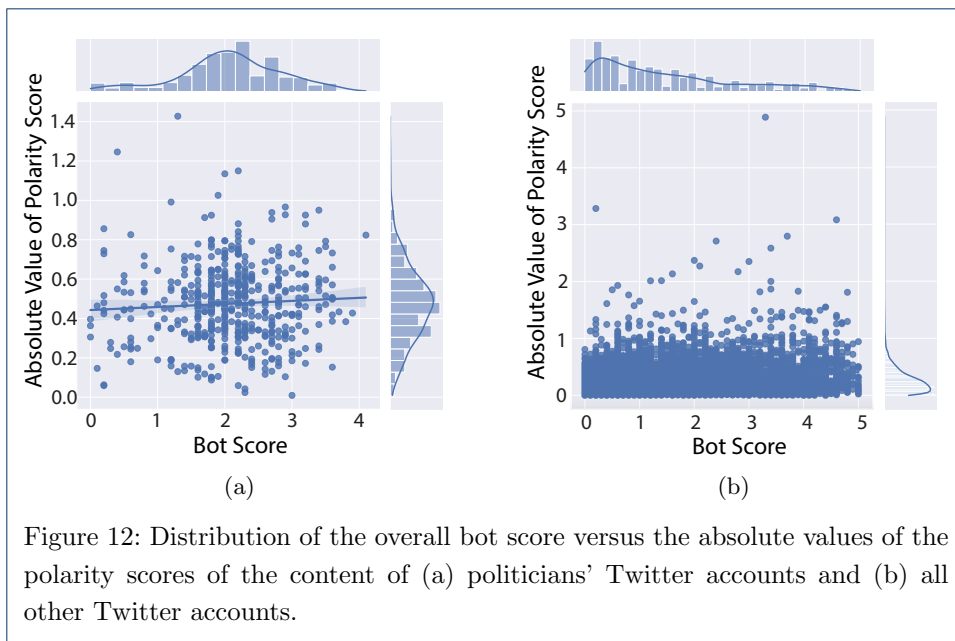 Absolute Value of Polarity Score
1.4
1.2
1.0
0.8
0.6
0.4
0.2
0.0
0 1 2 3 4
Bot Score
(a)
Absolute Value of Polarity Score
5
4
3
2
1
0
0 1 2 3 4 5
Bot Score
(b)
Figure 12: Distribution of the overall bot score versus the absolute values of the
polarity scores of the content of (a) politicians' Twitter accounts and (b) all
other Twitter accounts.